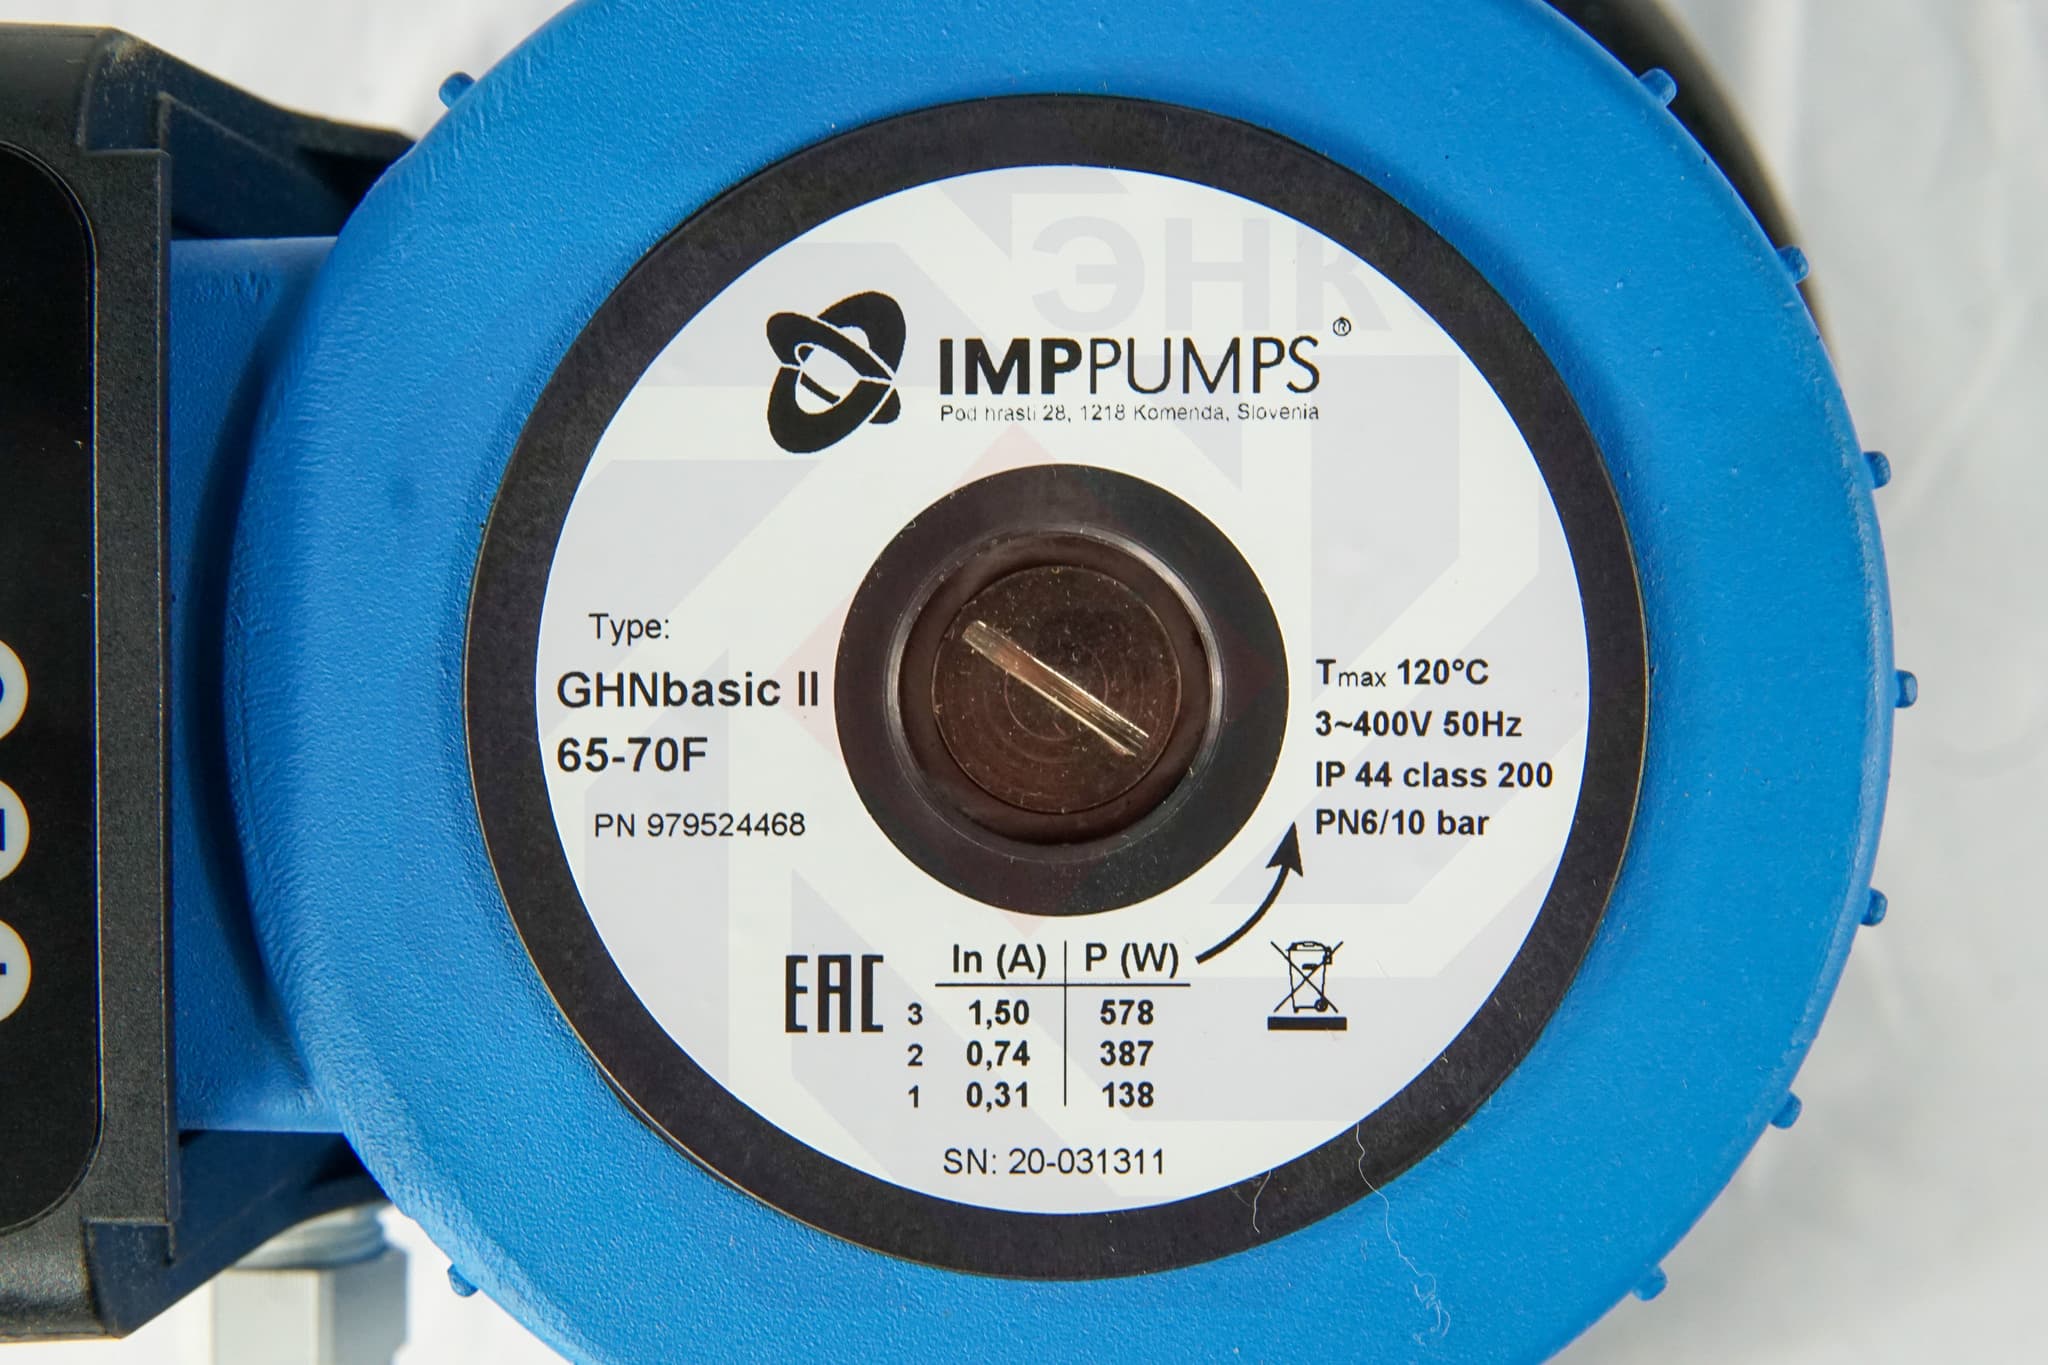 ЭНК
IMPPUMPS®
Pod hrasti 28, 1218 Komenda, Slovenia
Type:
GHNbasic II
65-70F
PN 979524468
Tmax 120°C
3~400V 50Hz
IP 44 class 200
PN6/10 bar
EAC
In (A) P (W)
3 1,50 578
2 0,74 387
1 0,31 138
SN: 20-031311